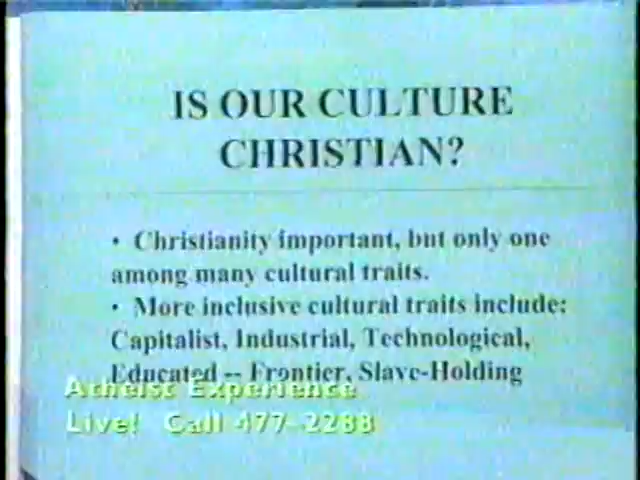 IS OUR CULTURE
CHRISTIAN?
• Christianity important, but only one
among many cultural traits.
• More inclusive cultural traits include:
Capitalist, Industrial, Technological,
Educated -- Frontier, Slave-Holding
Atheist Experience
Live! Call 477-2288